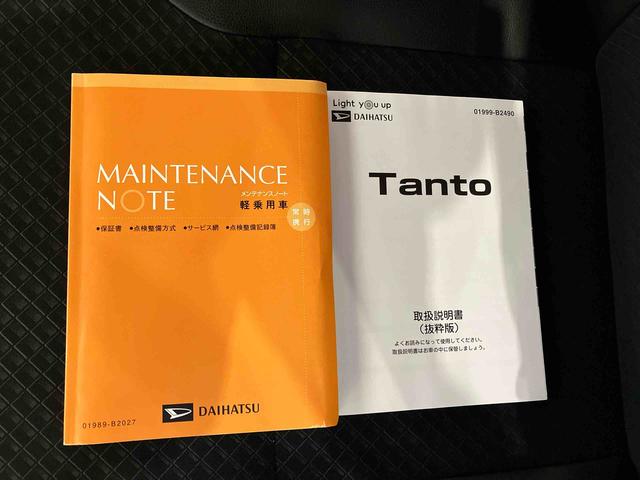 MAINTENANCE
NOTE
メンテナンスノート
軽乗用車
常時
携行
●保証書 ●点検整備方式 ●サービス網 ●点検整備記録簿
DAIHATSU
01989-B2027
Light you up
DAIHATSU
01999-B2490
Tanto
取扱説明書
(抜粋版)
よくお読みになって使用してください。
取扱説明書はお車の中に保管しましょう。